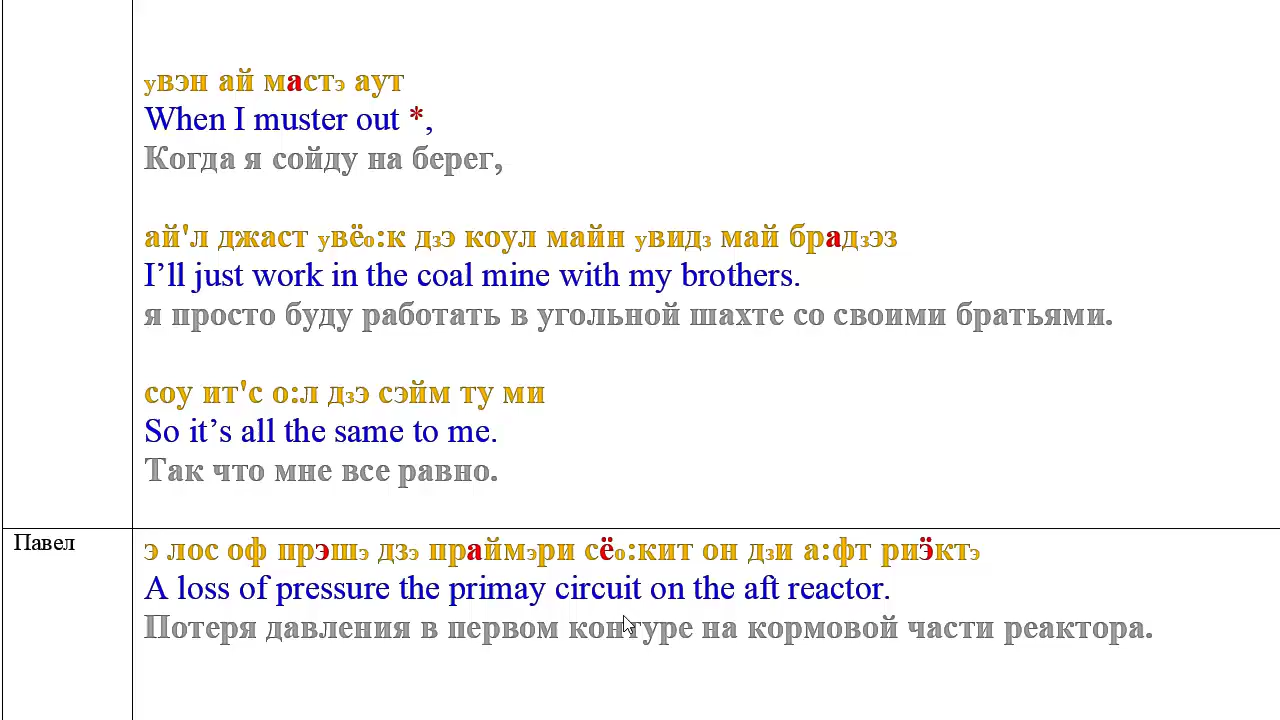 увэн ай мастэ аут
When I muster out *,
Когда я сойду на берег,
ай'л джаст увёо:к дзэ коул майн увидз май брадзэз
I’ll just work in the coal mine with my brothers.
я просто буду работать в угольной шахте со своими братьями.
соу ит'с о:л дзэ сэйм ту ми
So it’s all the same to me.
Так что мне все равно.
Павел
э лос оф прэшэ дзэ праймэри сёо:кит он дзи а:фт риӭктэ
A loss of pressure the primay circuit on the aft reactor.
Потеря давления в первом контуре на кормовой части реактора.